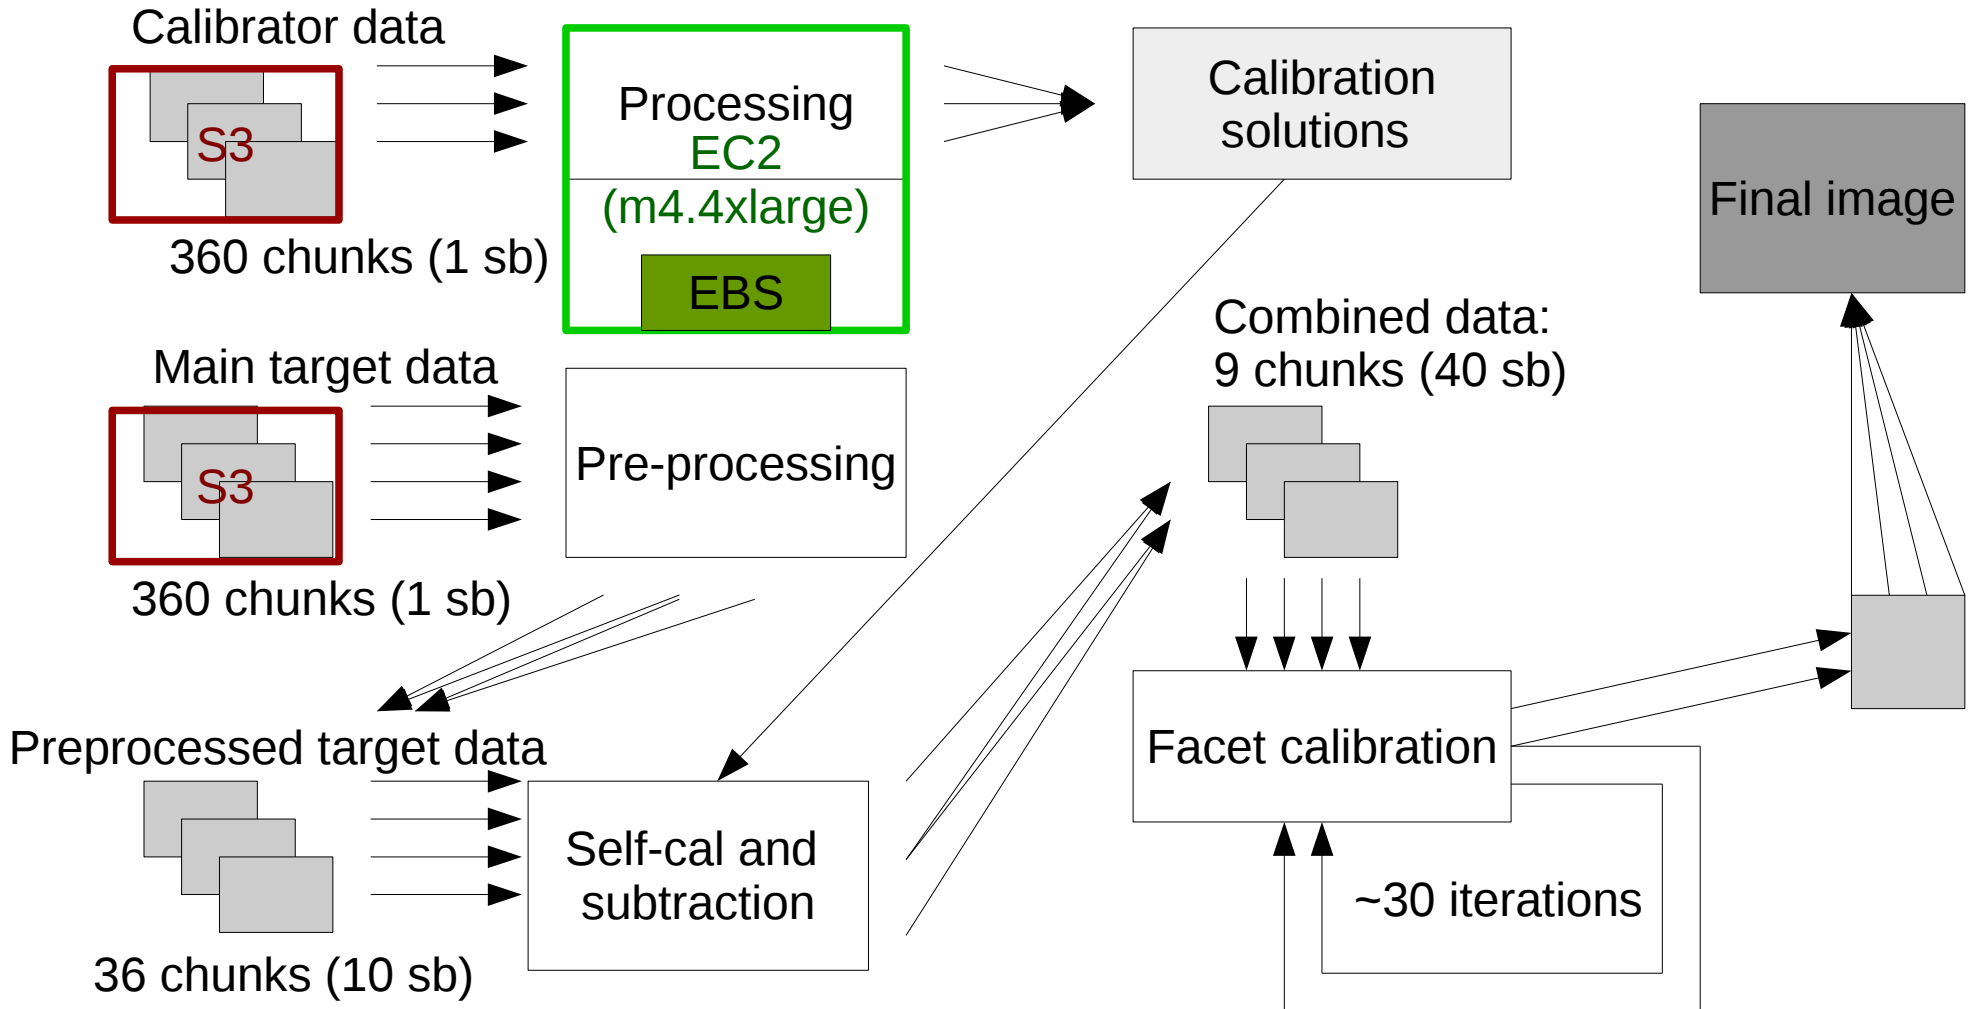 Calibrator data
S3
360 chunks (1 sb)
Processing
EC2
(m4.4xlarge)
EBS
Calibration
solutions
Final image
Main target data
S3
360 chunks (1 sb)
Pre-processing
Combined data:
9 chunks (40 sb)
Preprocessed target data
36 chunks (10 sb)
Self-cal and
subtraction
Facet calibration
~30 iterations